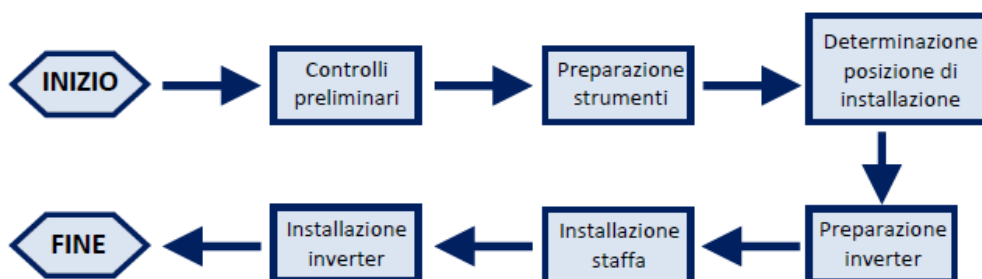 INIZIO
Controlli
preliminari
Preparazione
strumenti
Determinazione
posizione di
installazione
Preparazione
inverter
Installazione
staffa
Installazione
inverter
FINE